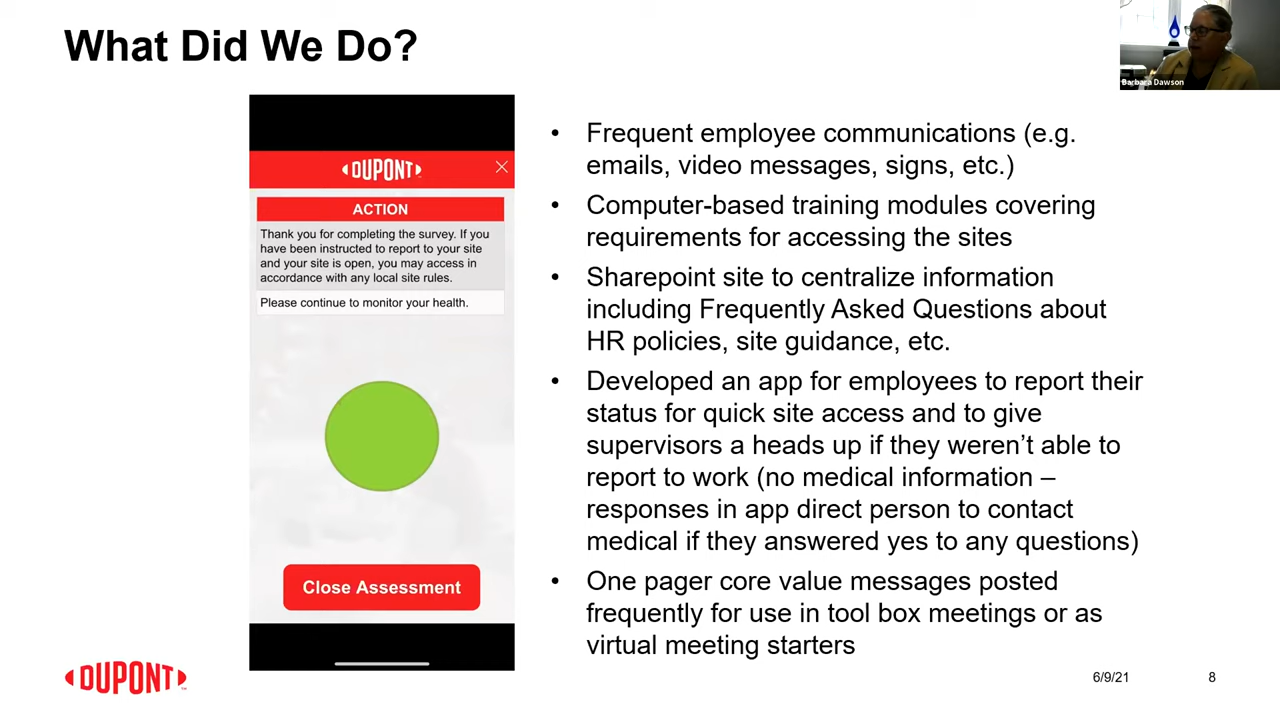 What Did We Do?
Barbara Dawson
DUPONT
ACTION
Thank you for completing the survey. If you
have been instructed to report to your site
and your site is open, you may access in
accordance with any local site rules.
Please continue to monitor your health.
Close Assessment
• Frequent employee communications (e.g.
emails, video messages, signs, etc.)
• Computer-based training modules covering
requirements for accessing the sites
• Sharepoint site to centralize information
including Frequently Asked Questions about
HR policies, site guidance, etc.
• Developed an app for employees to report their
status for quick site access and to give
supervisors a heads up if they weren’t able to
report to work (no medical information –
responses in app direct person to contact
medical if they answered yes to any questions)
• One pager core value messages posted
frequently for use in tool box meetings or as
virtual meeting starters
DUPONT™
6/9/21
8